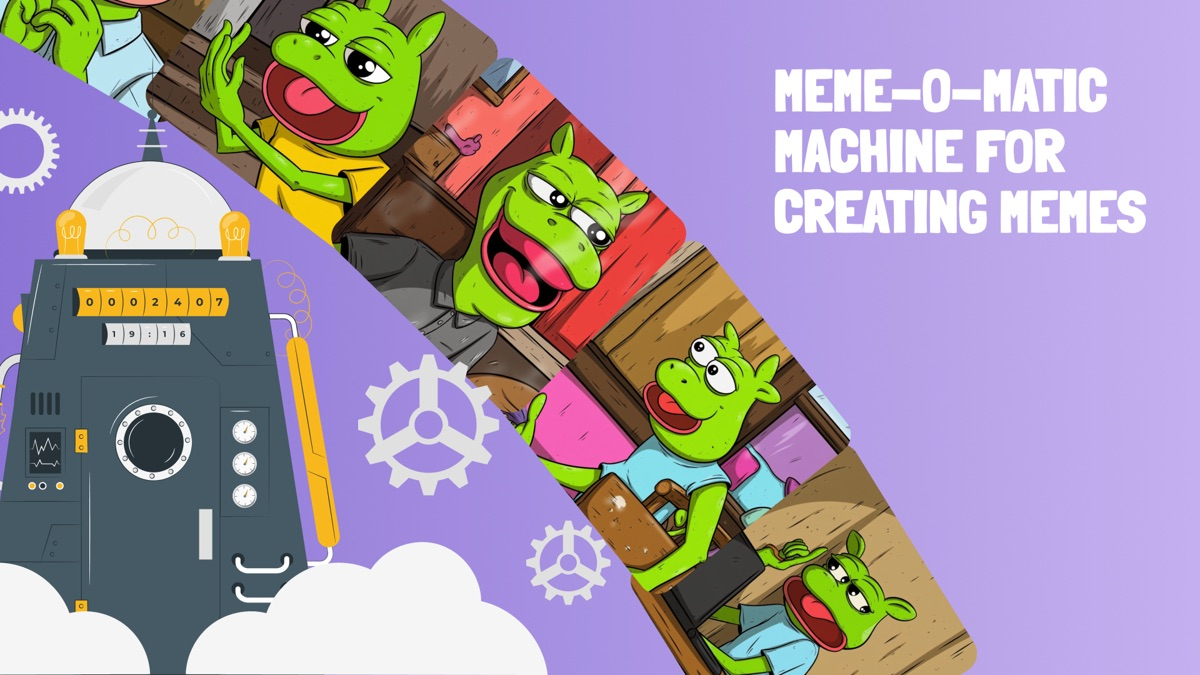 MEME-O-MATIC
MACHINE FOR
CREATING MEMES
0002407
19:16